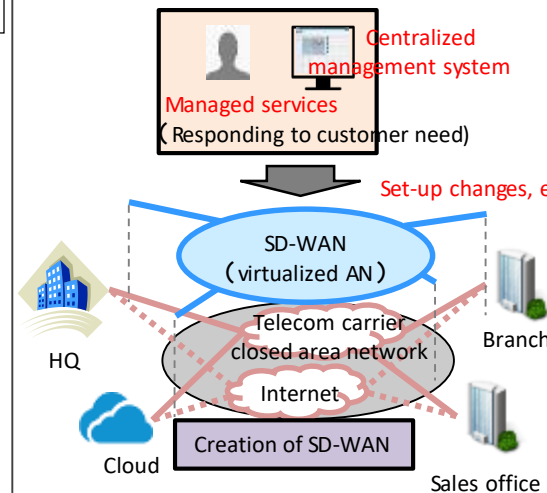 Centralized
management system
Managed services
(Responding to customer need)
Set-up changes, e
SD-WAN
(virtualized AN)
Telecom carrier
closed area network
Branch
HQ
Internet
Creation of SD-WAN
Cloud
Sales office